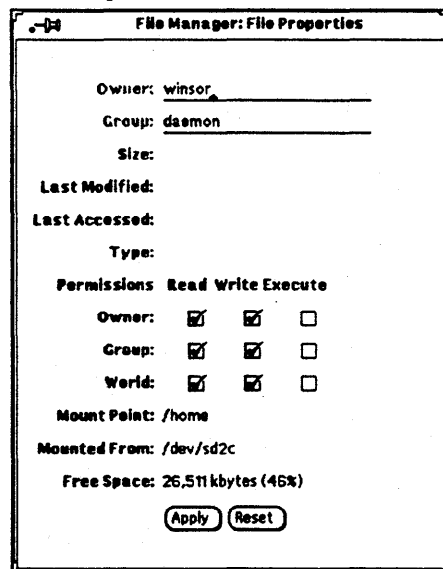 File Manager: File Properties
Owner: winsor
Group: daemon
Size:
Last Modified:
Last Accessed:
Type:
Permissions Read Write Execute
Owner:
Group:
World:
Mount Point: /home
Mounted From: /dev/sd2c
Free Space: 26,511 kbytes (46%)
Apply Reset